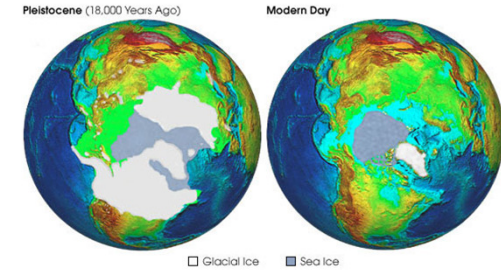 Pleistocene (18,000 Years Ago)
Modern Day
Glacial Ice
Sea Ice